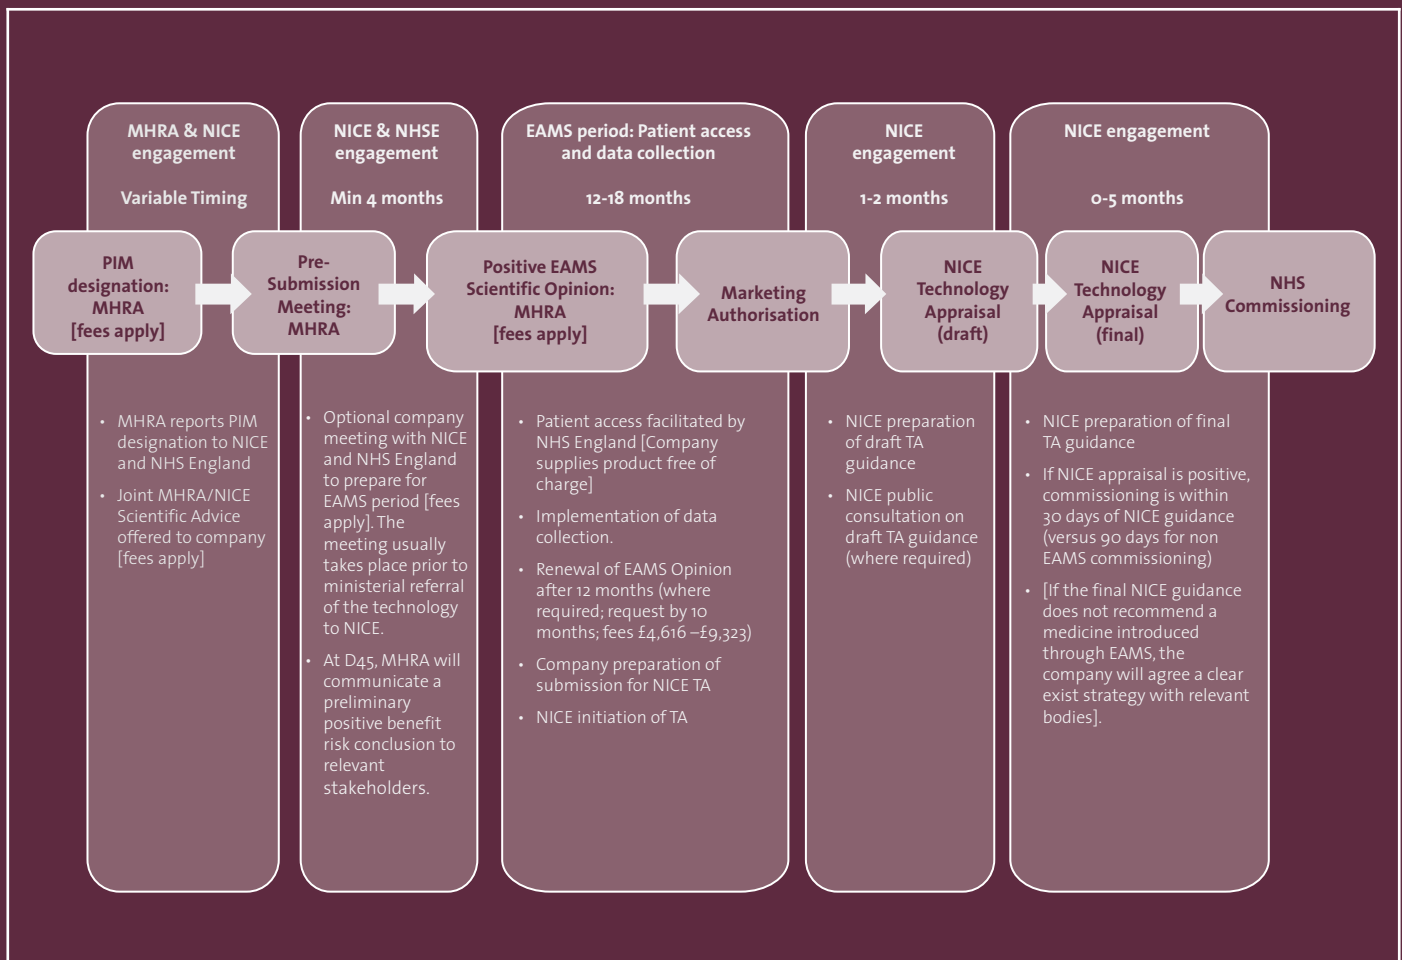 MHRA & NICE
engagement
Variable Timing
NICE & NHSE
engagement
Min 4 months
EAMS period: Patient access
and data collection
12-18 months
NICE
engagement
1-2 months
NICE engagement
0-5 months
PIM
designation:
MHRA
[fees apply]
Pre-
Submission
Meeting:
MHRA
Positive EAMS
Scientific Opinion:
MHRA
[fees apply]
Marketing
Authorisation
NICE
Technology
Appraisal
(draft)
NICE
Technology
Appraisal
(final)
NHS
Commissioning
• MHRA reports PIM
designation to NICE
and NHS England
• Joint MHRA/NICE
Scientific Advice
offered to company
[fees apply]
• Optional company
meeting with NICE
and NHS England
to prepare for
EAMS period [fees
apply]. The
meeting usually
takes place prior to
ministerial referral
of the technology
to NICE.
• At D45, MHRA will
communicate a
preliminary
positive benefit
risk conclusion to
relevant
stakeholders.
• Patient access facilitated by
NHS England [Company
supplies product free of
charge]
• Implementation of data
collection.
• Renewal of EAMS Opinion
after 12 months (where
required; request by 10
months; fees £4,616 –£9,323)
• Company preparation of
submission for NICE TA
• NICE initiation of TA
• NICE preparation
of draft TA
guidance
• NICE public
consultation on
draft TA guidance
(where required)
• NICE preparation of final
TA guidance
• If NICE appraisal is positive,
commissioning is within
30 days of NICE guidance
(versus 90 days for non
EAMS commissioning)
• [If the final NICE guidance
does not recommend a
medicine introduced
through EAMS, the
company will agree a clear
exist strategy with relevant
bodies].